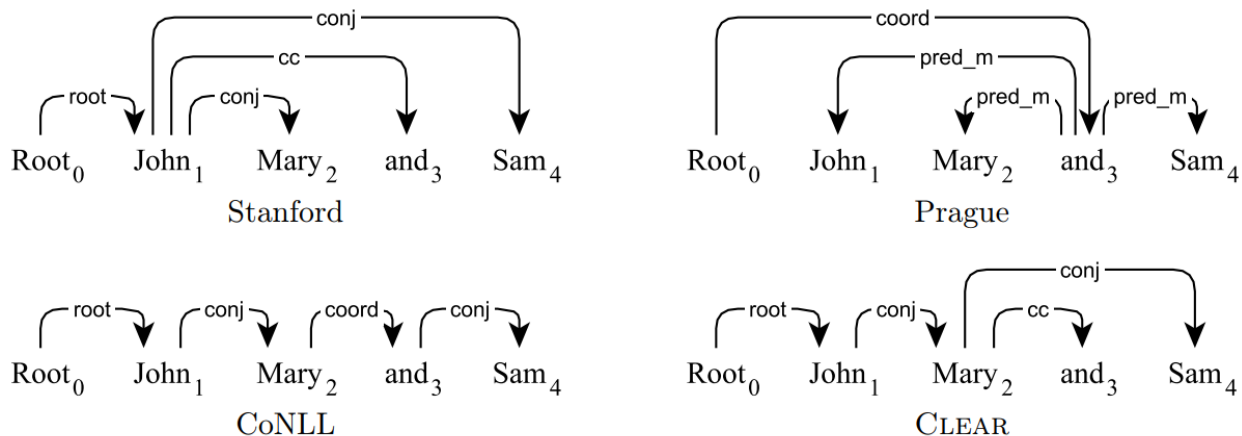 conj
cc
root conj
Root0 John1 Mary2 and3 Sam4
Stanford
coord
pred_m
pred_m pred_m
Root0 John1 Mary2 and3 Sam4
Prague
root conj coord conj
Root0 John1 Mary2 and3 Sam4
CoNLL
conj
root conj cc
Root0 John1 Mary2 and3 Sam4
CLEAR